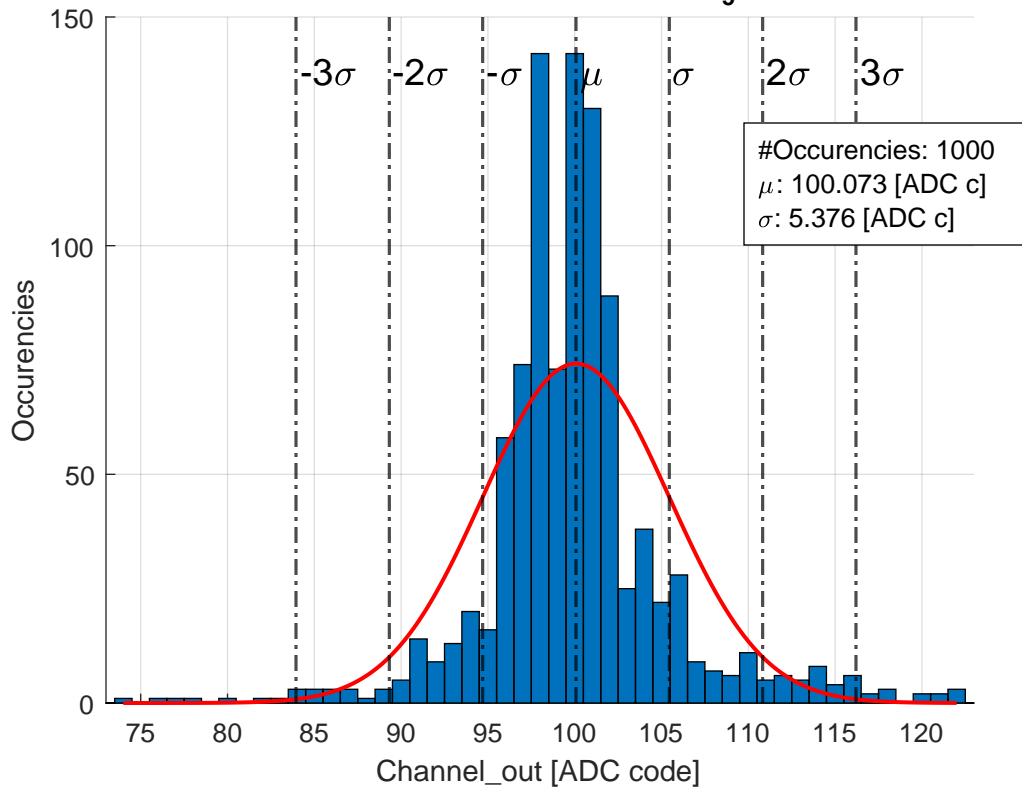 150
100
50
0
-3σ
-2σ
-σ
μ
σ
2σ
3σ
#Occurencies: 1000
μ: 100.073 [ADC c]
σ: 5.376 [ADC c]
Occurencies
75
80
85
90
95
100
105
110
115
120
Channel_out [ADC code]